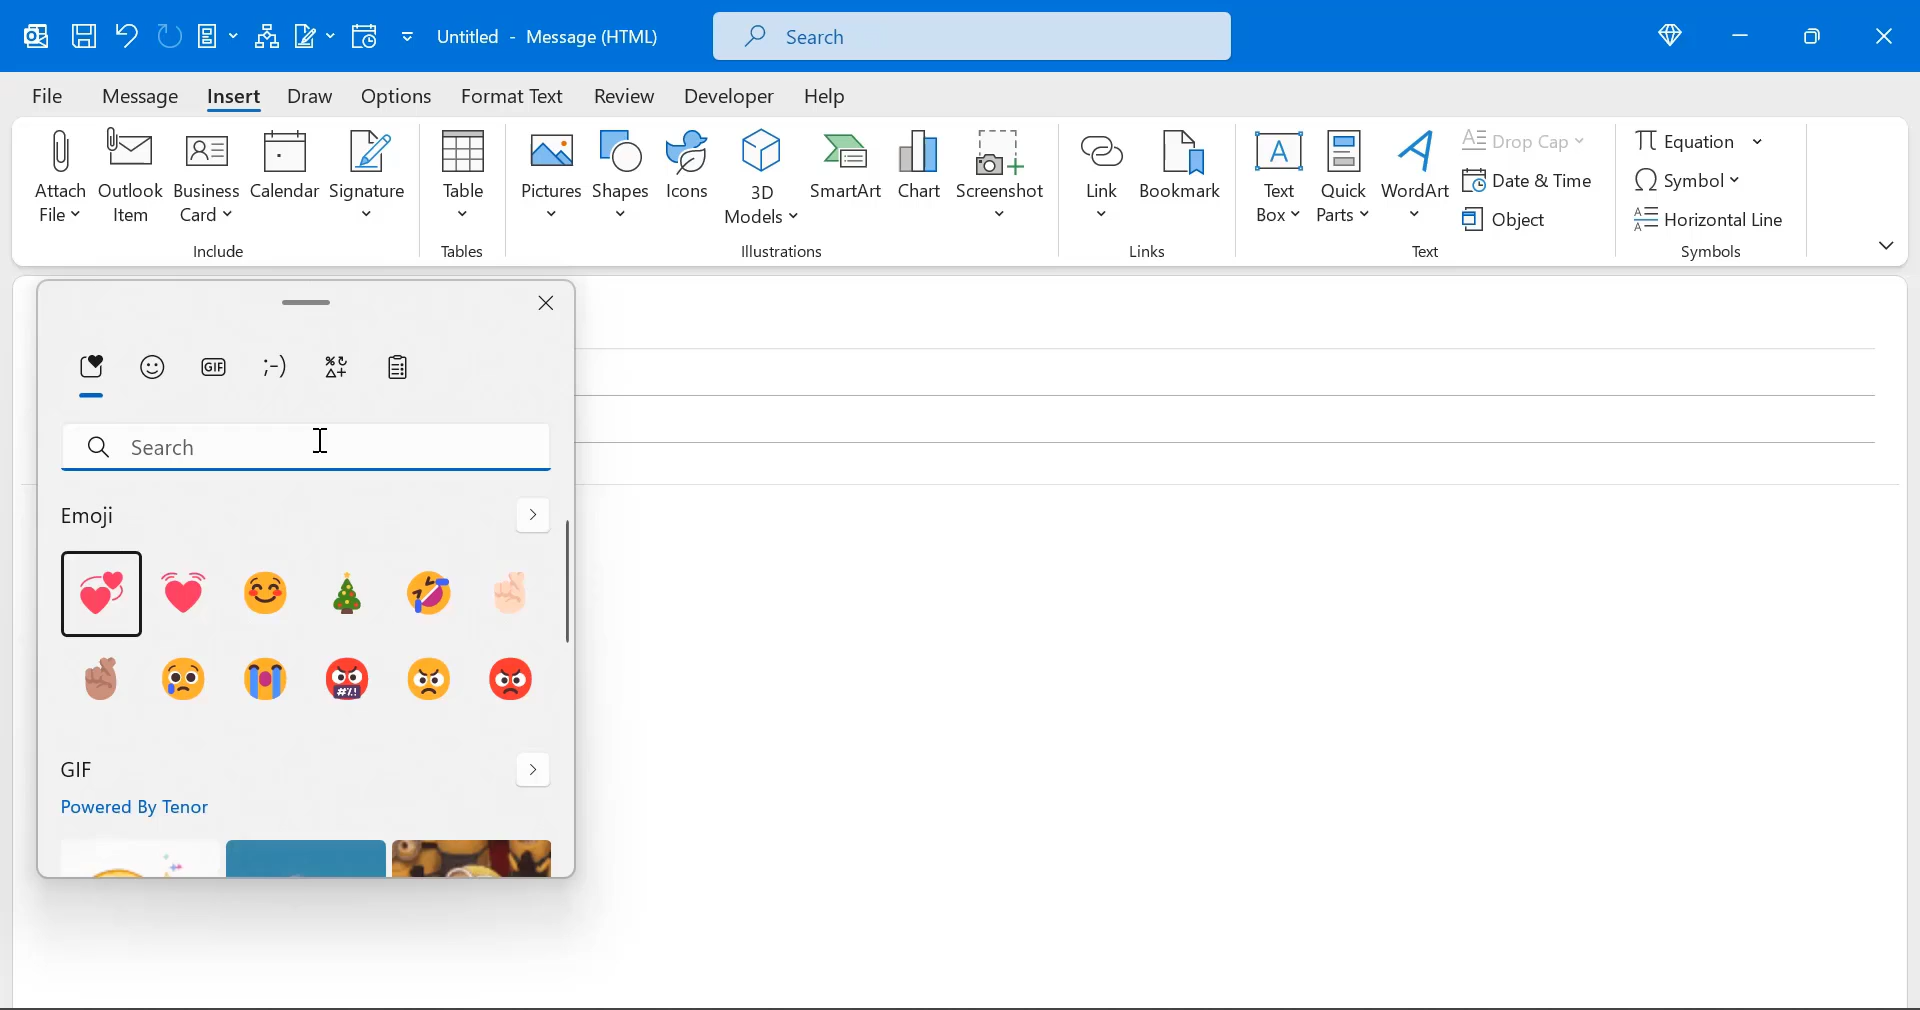 Untitled - Message (HTML)
Search
File Message Insert Draw Options Format Text Review Developer Help
Attach File
Outlook Item
Business Card
Calendar
Signature
Include
Table
Tables
Pictures
Shapes
Icons
3D Models
SmartArt
Chart
Screenshot
Illustrations
Link
Bookmark
Links
Text Box
Quick Parts
WordArt
Drop Cap
Date & Time
Object
Text
Equation
Symbol
Horizontal Line
Symbols
GIF
;-)
Search
Emoji
GIF
Powered By Tenor